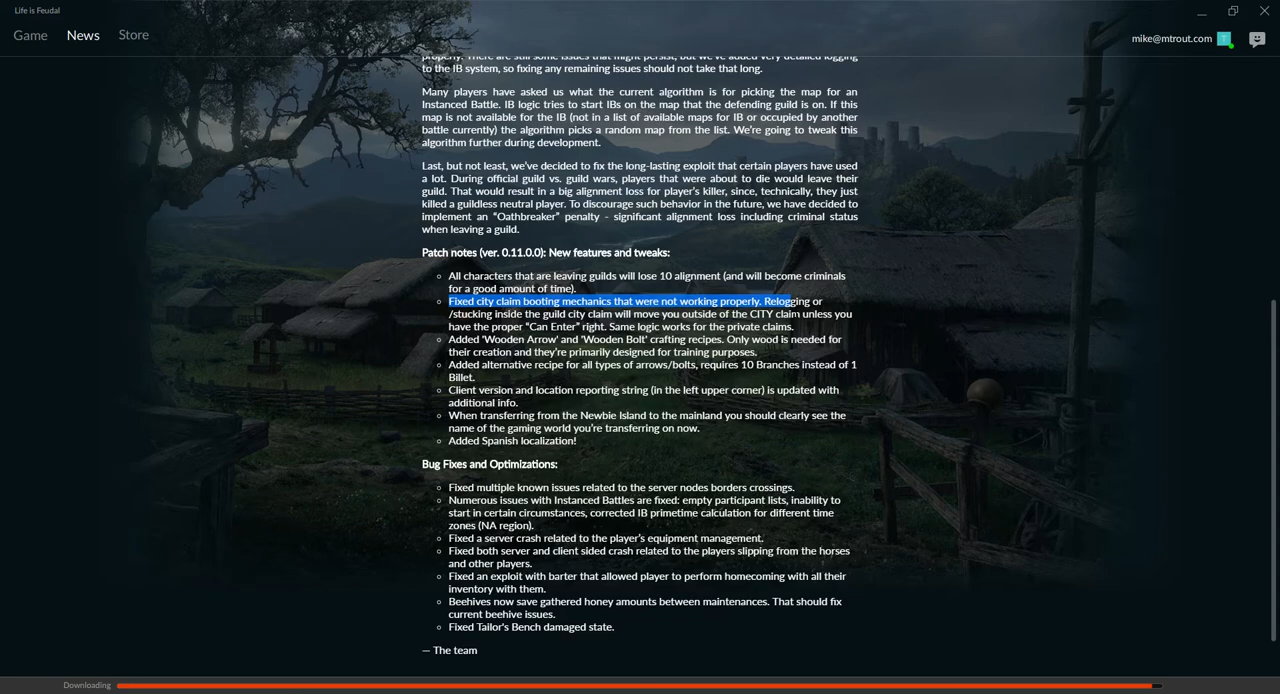 Life is Feudal
Game News Store
mike@mtrout.com T
properly. There are still some issues that might persist, but we've added very detailed logging
to the IB system, so fixing any remaining issues should not take that long.
Many players have asked us what the current algorithm is for picking the map for an
Instanced Battle. IB logic tries to start IBs on the map that the defending guild is on. If this
map is not available for the IB (not in a list of available maps for IB or occupied by another
battle currently) the algorithm picks a random map from the list. We're going to tweak this
algorithm further during development.
Last, but not least, we've decided to fix the long-lasting exploit that certain players have used
a lot. During official guild vs. guild wars, players that were about to die would leave their
guild. That would result in a big alignment loss for player's killer, since, technically, they just
killed a guildless neutral player. To discourage such behavior in the future, we have decided to
implement an “Oathbreaker” penalty - significant alignment loss including criminal status
when leaving a guild.
Patch notes (ver. 0.11.0.0): New features and tweaks:
All characters that are leaving guilds will lose 10 alignment (and will become criminals
for a good amount of time).
Fixed city claim booting mechanics that were not working properly. Relogging or
/stucking inside the guild city claim will move you outside of the CITY claim unless you
have the proper “Can Enter” right. Same logic works for the private claims.
Added 'Wooden Arrow' and 'Wooden Bolt' crafting recipes. Only wood is needed for
their creation and they're primarily designed for training purposes.
Added alternative recipe for all types of arrows/bolts, requires 10 Branches instead of 1
Billet.
Client version and location reporting string (in the left upper corner) is updated with
additional info.
When transferring from the Newbie Island to the mainland you should clearly see the
name of the gaming world you're transferring on now.
Added Spanish localization!
Bug Fixes and Optimizations:
Fixed multiple known issues related to the server nodes borders crossings.
Numerous issues with Instanced Battles are fixed: empty participant lists, inability to
start in certain circumstances, corrected IB primetime calculation for different time
zones (NA region).
Fixed a server crash related to the player's equipment management.
Fixed both server and client sided crash related to the players slipping from the horses
and other players.
Fixed an exploit with barter that allowed player to perform homecoming with all their
inventory with them.
Beehives now save gathered honey amounts between maintenances. That should fix
current beehive issues.
Fixed Tailor's Bench damaged state.
— The team
Downloading